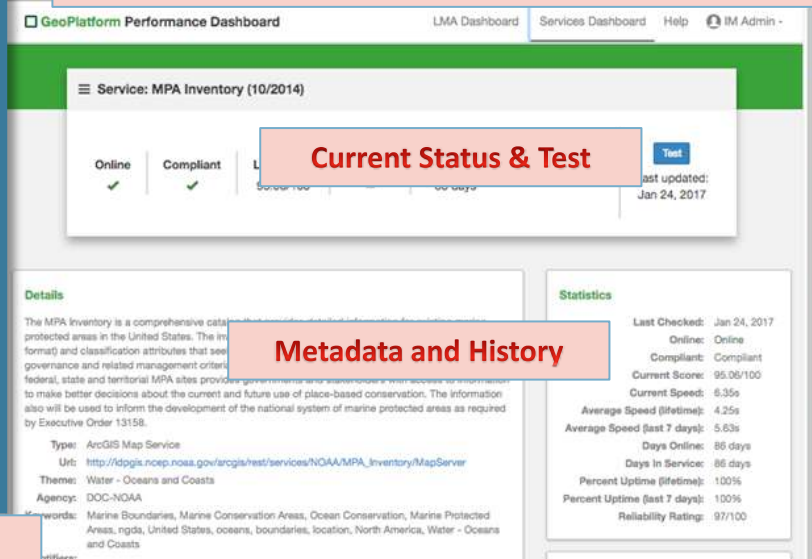 GeoPlatform Performance Dashboard
LMA Dashboard Services Dashboard Help IM Admin
Service: MPA Inventory (10/2014)
Current Status & Test
Online Compliant
Test
Last updated:
Jan 24, 2017
Details
The MPA Inventory is a comprehensive
protected areas in the United States. The
format) and classification attributes that
governance and related management
federal, state and territorial MPA sites
to make better decisions about the current and future use of place-based conservation. The information
also will be used to inform the development of the national system of marine protected areas as required
by Executive Order 13158.
Metadata and History
Type: ArcGIS Map Service
Url: http://idpgis.ncep.noaa.gov/arcgis/rest/services/NOAA/MPA_Inventory/MapServer
Theme: Water - Oceans and Coasts
Agency: DOC-NOAA
Keywords: Marine Boundaries, Marine Conservation Areas, Ocean Conservation, Marine Protected
Areas, ngda, United States, oceans, boundaries, location, North America, Water - Oceans
and Coasts
Statistics
Last Checked: Jan 24, 2017
Online: Online
Compliant: Compliant
Current Score: 95.06/100
Current Speed: 6.35s
Average Speed (lifetime): 4.25s
Average Speed (last 7 days): 5.63s
Days Online: 86 days
Days In Service: 86 days
Percent Uptime (lifetime): 100%
Percent Uptime (last 7 days): 100%
Reliability Rating: 97/100